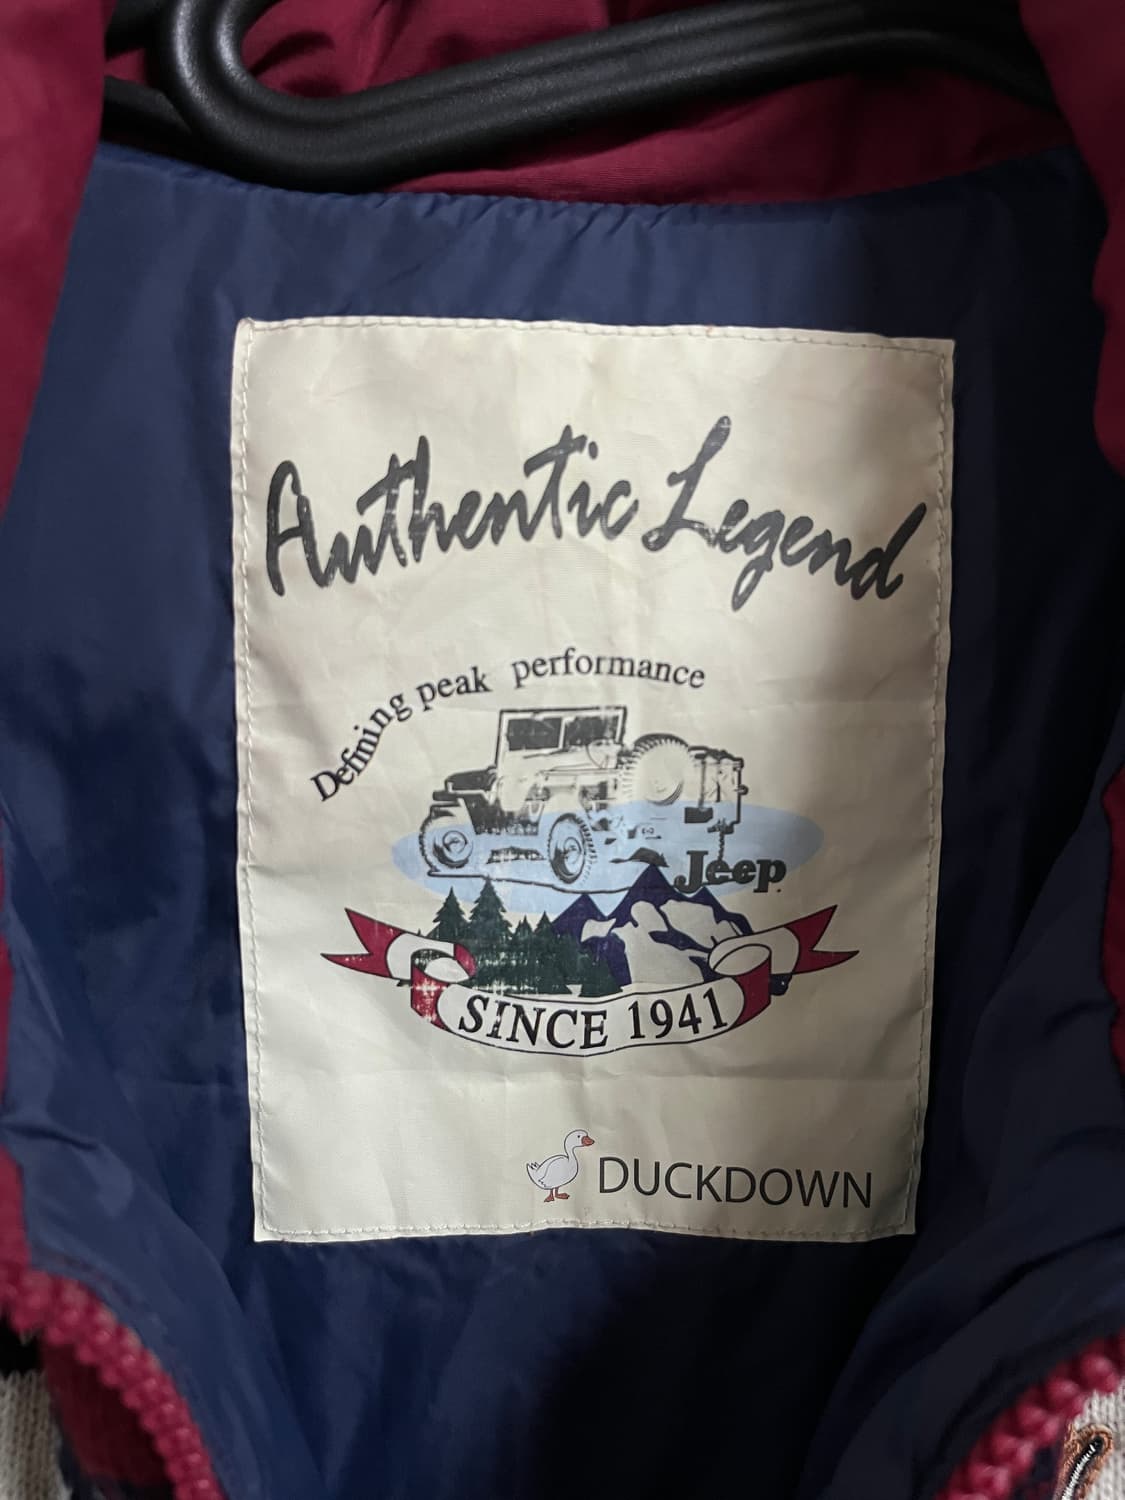 Authentic Legend
Defining peak performance
Jeep
SINCE 1941
DUCKDOWN